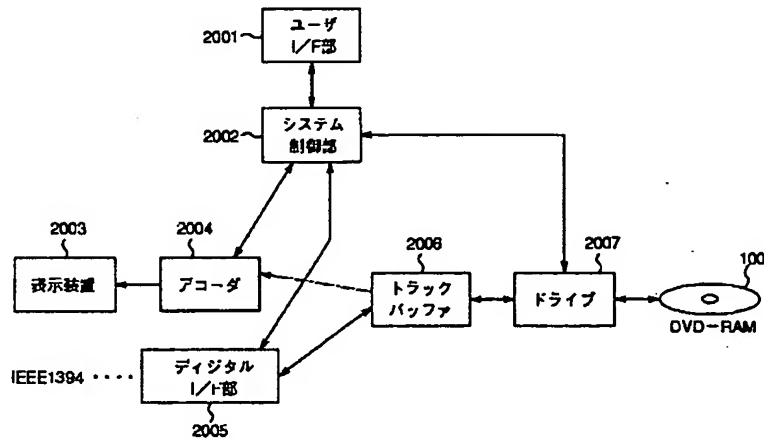 2001
ユーザ
I/F部
2002
システム
制御部
2003
表示装置
2004
アコーダ
2006
トラック
バッファ
2007
ドライブ
100
DVD-RAM
IEEE1394
ディジタル
I/F部
2005